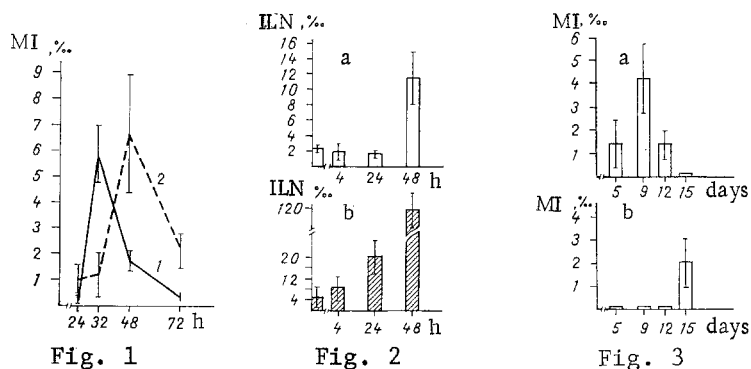 MI ,‰
9
8
7
6
5
4
3
2
1
2
1
24 32 48 72 h
Fig. 1
ILN ,‰
16
14
12
10
8
6
4
2
a
4 24 48
h
ILN
‰
120
20
12
4
b
4 24 48 h
Fig. 2
MI,‰
6
5
4
3
2
1
a
5 9 12 15 days
MI,‰
4
3
2
1
b
5 9 12 15 days
Fig. 3